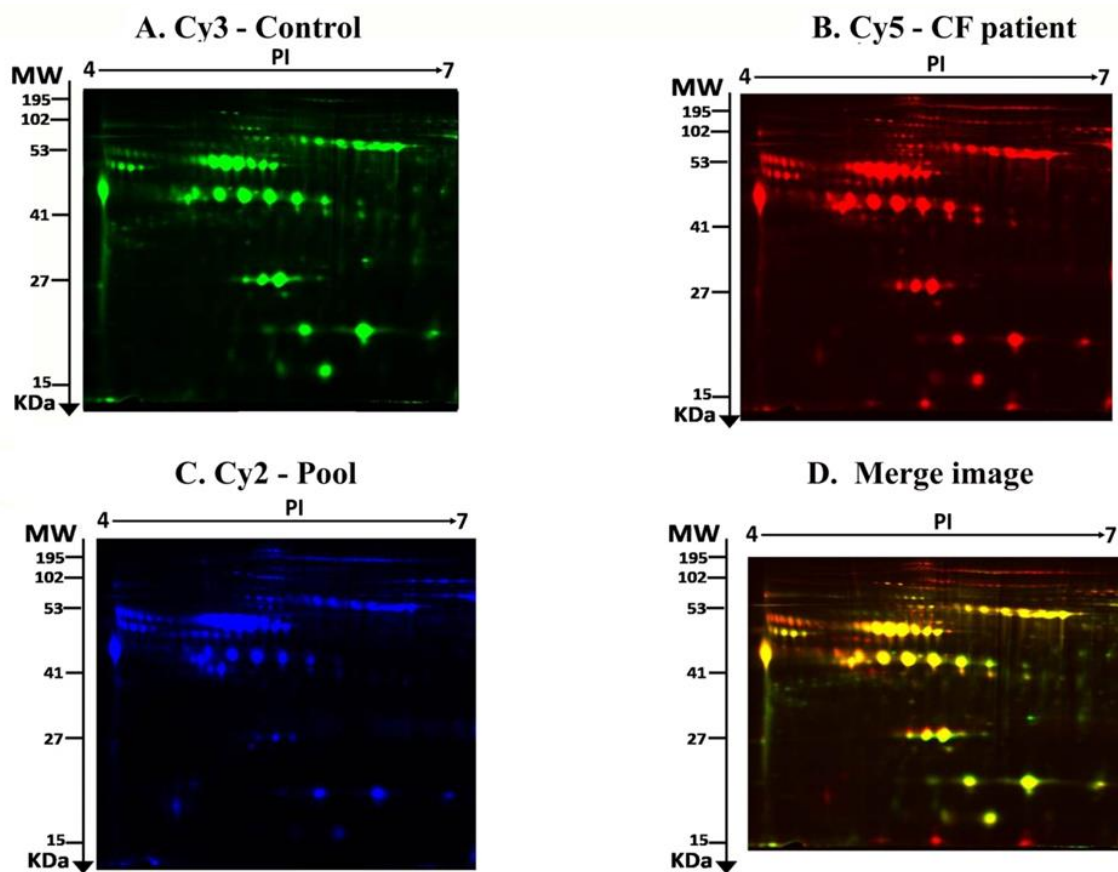 A. Cy3 - Control
PI
MW 4 7
195
102
53
41
27
15
KDa
B. Cy5 - CF patient
PI
MW 4 7
195
102
53
41
27
15
KDa
C. Cy2 - Pool
PI
MW 4 7
195
102
53
41
27
15
KDa
D. Merge image
PI
MW 4 7
195
102
53
41
27
15
KDa